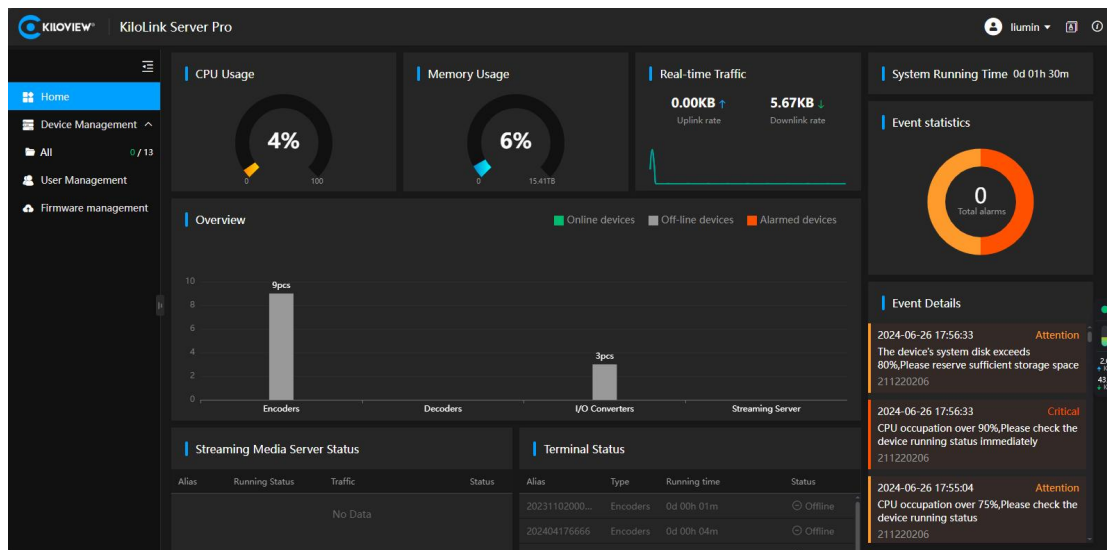 KILOVIEW® KiloLink Server Pro
liumin
Home
Device Management
All 0 / 13
User Management
Firmware management
CPU Usage
4%
0 100
Memory Usage
6%
0 15.41TB
Real-time Traffic
0.00KB ↑ 5.67KB ↓
Uplink rate Downlink rate
System Running Time 0d 01h 30m
Event statistics
0
Total alarms
Overview
Online devices Off-line devices Alarmed devices
10
8
6
4
2
0
9pcs
3pcs
Encoders Decoders I/O Converters Streaming Server
Event Details
2024-06-26 17:56:33 Attention
The device's system disk exceeds
80%,Please reserve sufficient storage space
211220206
2024-06-26 17:56:33 Critical
CPU occupation over 90%,Please check the
device running status immediately
211220206
2024-06-26 17:55:04 Attention
CPU occupation over 75%,Please check the
device running status
211220206
Streaming Media Server Status
Alias Running Status Traffic Status
No Data
Terminal Status
Alias Type Running time Status
20231102000... Encoders 0d 00h 01m Offline
202404176666 Encoders 0d 00h 04m Offline